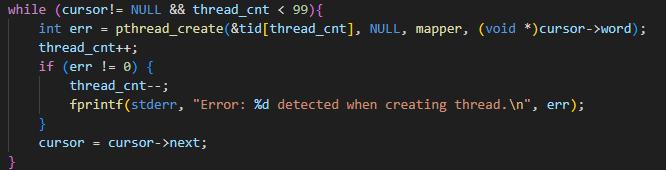 while (cursor!= NULL && thread_cnt < 99){
    int err = pthread_create(&tid[thread_cnt], NULL, mapper, (void *)cursor->word);
    thread_cnt++;
    if (err != 0) {
        thread_cnt--;
        fprintf(stderr, "Error: %d detected when creating thread.\n", err);
    }
    cursor = cursor->next;
}